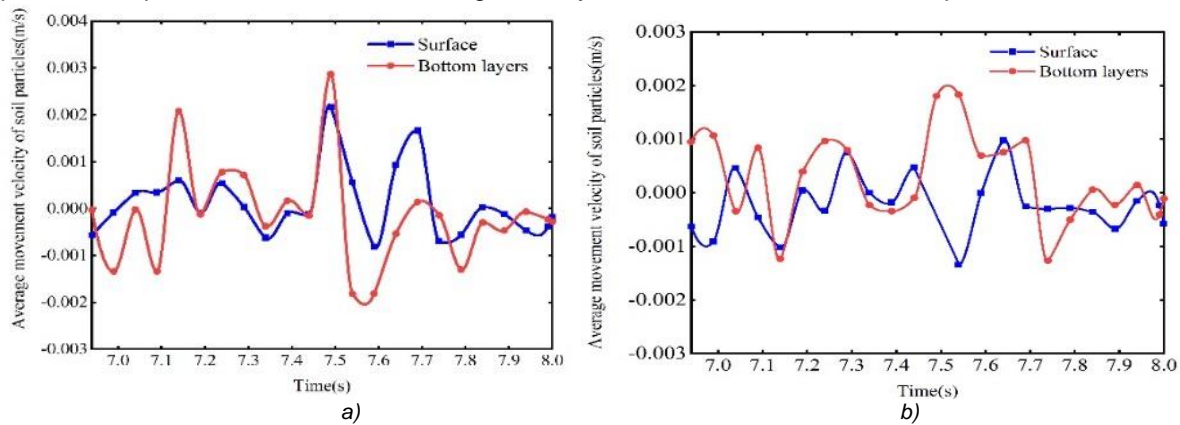 Average movement velocity of soil particles(m/s)
0.004
0.003
0.002
0.001
0.000
-0.001
-0.002
-0.003
Surface
Bottom layers
7.0 7.1 7.2 7.3 7.4 7.5 7.6 7.7 7.8 7.9 8.0
Time(s)
a)
Average movement velocity of soil particles(m/s)
0.003
0.002
0.001
0.000
-0.001
-0.002
-0.003
Surface
Bottom layers
7.0 7.1 7.2 7.3 7.4 7.5 7.6 7.7 7.8 7.9 8.0
Time(s)
b)